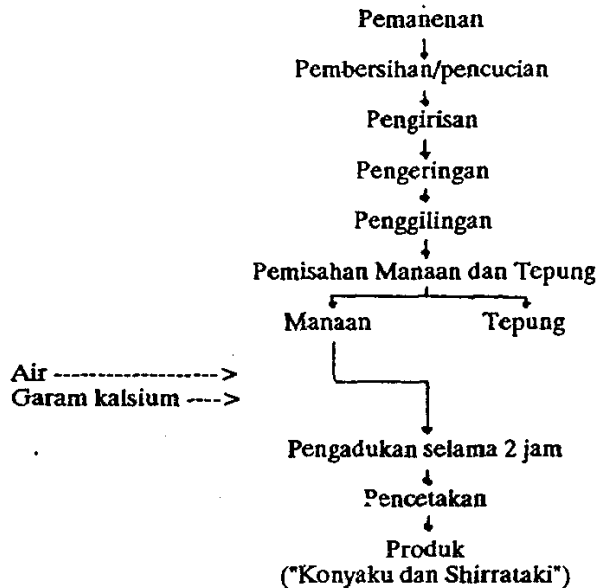 Pemanenan
Pembersihan/pencucian
Pengirisan
Pengeringan
Penggilingan
Pemisahan Manaan dan Tepung
Manaan Tepung
Air -------------------->
Garam kalsium ---->
Pengadukan selama 2 jam
Pencetakan
Produk
("Konyaku dan Shirrataki")